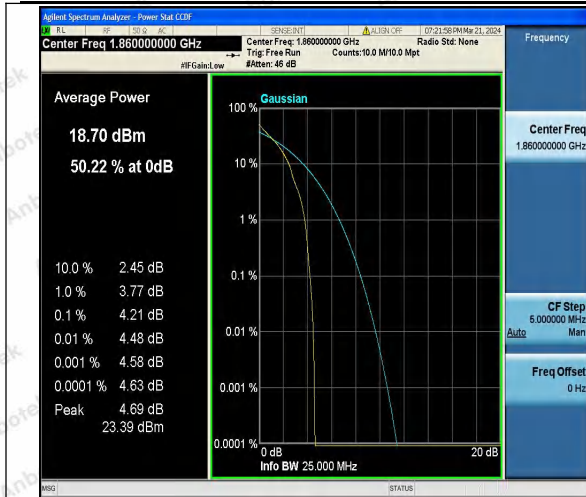 Agilent Spectrum Analyzer - Power Stat CCDF
RL RF 50 Ω AC SENSE:INT ALIGN OFF 07:21:58 PM Mar 21, 2024
Center Freq 1.860000000 GHz Center Freq: 1.860000000 GHz Radio Std: None
Trig: Free Run Counts:10.0 M/10.0 Mpt
#IFGain:Low #Atten: 46 dB
Frequency
Average Power
18.70 dBm
50.22 % at 0dB
10.0 % 2.45 dB
1.0 % 3.77 dB
0.1 % 4.21 dB
0.01 % 4.48 dB
0.001 % 4.58 dB
0.0001 % 4.63 dB
Peak 4.69 dB
23.39 dBm
Gaussian
100 %
10 %
1 %
0.1 %
0.01 %
0.001 %
0.0001 %
0 dB 20 dB
Info BW 25.000 MHz
Center Freq
1.860000000 GHz
CF Step
5.000000 MHz
Auto Man
Freq Offset
0 Hz
MSG STATUS